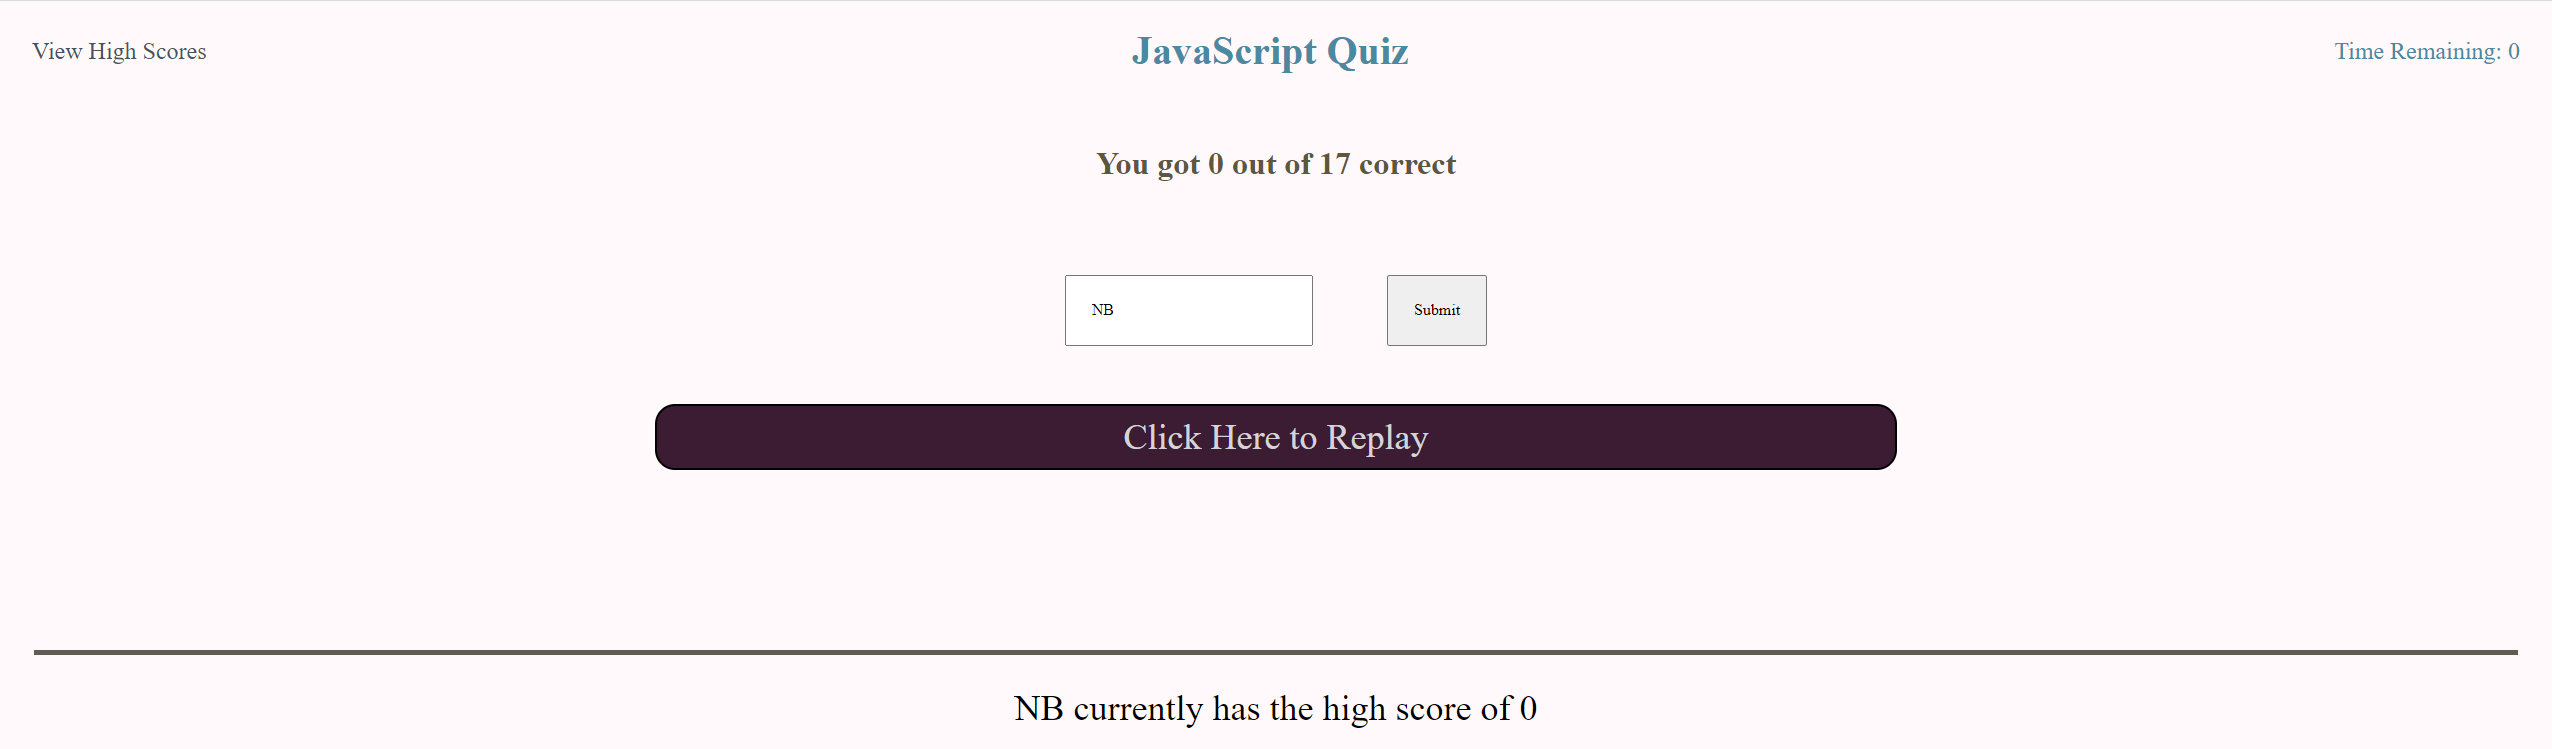 View High Scores
JavaScript Quiz
Time Remaining: 0
You got 0 out of 17 correct
NB
Submit
Click Here to Replay
NB currently has the high score of 0